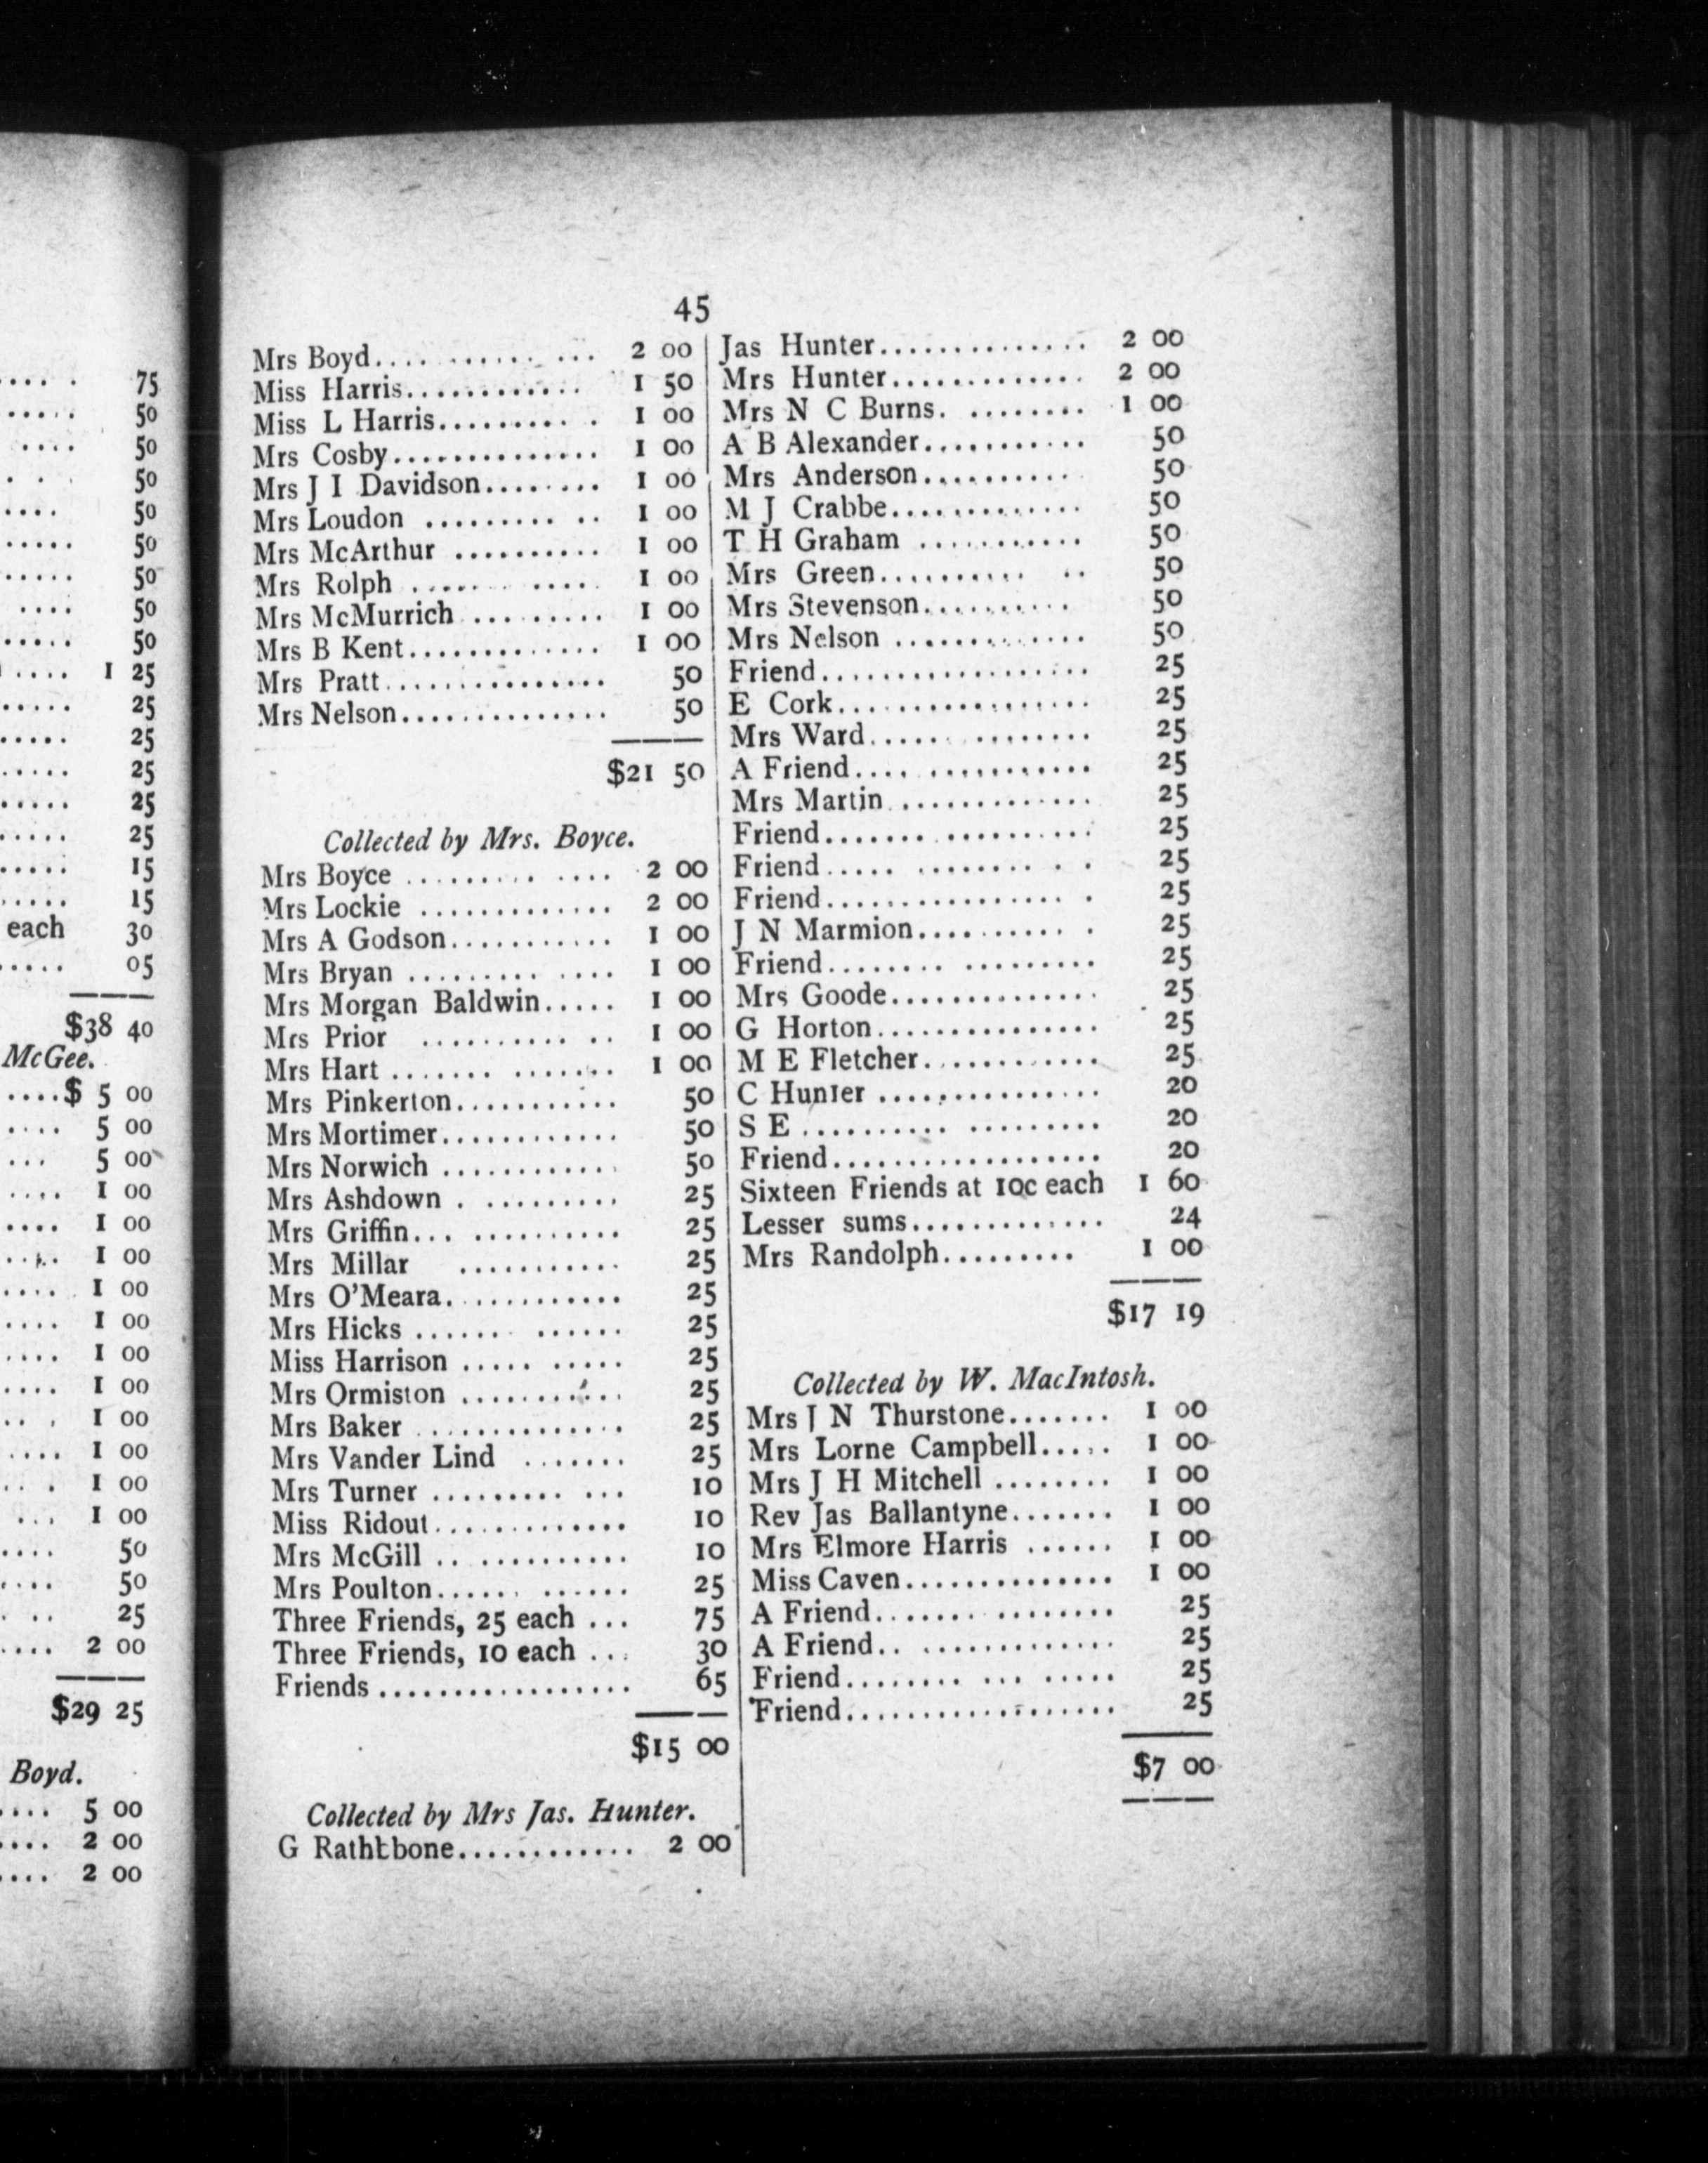 75
50
50
50
50
50
50
50
50
1 25
25
25
25
25
25
15
15
each 30
05
$38 40
McGee.
$ 5 00
5 00
5 00
1 00
1 00
1 00
1 00
1 00
1 00
1 00
1 00
1 00
1 00
1 00
50
50
25
2 00
$29 25
Boyd.
5 00
2 00
2 00
45
Mrs Boyd.... 2 00
Miss Harris.... 1 50
Miss L Harris.... 1 00
Mrs Cosby.... 1 00
Mrs J I Davidson.... 1 00
Mrs Loudon .... 1 00
Mrs McArthur .... 1 00
Mrs Rolph .... 1 00
Mrs McMurrich .... 1 00
Mrs B Kent.... 1 00
Mrs Pratt.... 50
Mrs Nelson.... 50
$21 50
Collected by Mrs. Boyce.
Mrs Boyce .... 2 00
Mrs Lockie .... 2 00
Mrs A Godson.... 1 00
Mrs Bryan .... 1 00
Mrs Morgan Baldwin.... 1 00
Mrs Prior .... 1 00
Mrs Hart .... 1 00
Mrs Pinkerton.... 50
Mrs Mortimer.... 50
Mrs Norwich .... 50
Mrs Ashdown .... 25
Mrs Griffin.... 25
Mrs Millar .... 25
Mrs O'Meara.... 25
Mrs Hicks .... 25
Miss Harrison .... 25
Mrs Ormiston .... 25
Mrs Baker .... 25
Mrs Vander Lind .... 25
Mrs Turner .... 10
Miss Ridout.... 10
Mrs McGill .... 10
Mrs Poulton.... 25
Three Friends, 25 each ... 75
Three Friends, 10 each ... 30
Friends .... 65
$15 00
Collected by Mrs Jas. Hunter.
G Rathtbone.... 2 00
Jas Hunter.... 2 00
Mrs Hunter.... 2 00
Mrs N C Burns.... 1 00
A B Alexander.... 50
Mrs Anderson.... 50
M J Crabbe.... 50
T H Graham .... 50
Mrs Green.... 50
Mrs Stevenson.... 50
Mrs Nelson .... 50
Friend.... 25
E Cork.... 25
Mrs Ward.... 25
A Friend.... 25
Mrs Martin .... 25
Friend.... 25
Friend.... 25
Friend.... 25
J N Marmion.... 25
Friend.... 25
Mrs Goode.... 25
G Horton.... 25
M E Fletcher.... 25
C Hunter .... 20
S E .... 20
Friend.... 20
Sixteen Friends at 10c each 1 60
Lesser sums.... 24
Mrs Randolph.... 1 00
$17 19
Collected by W. MacIntosh.
Mrs J N Thurstone.... 1 00
Mrs Lorne Campbell.... 1 00
Mrs J H Mitchell .... 1 00
Rev Jas Ballantyne.... 1 00
Mrs Elmore Harris .... 1 00
Miss Caven.... 1 00
A Friend.... 25
A Friend.... 25
Friend.... 25
Friend.... 25
$7 00